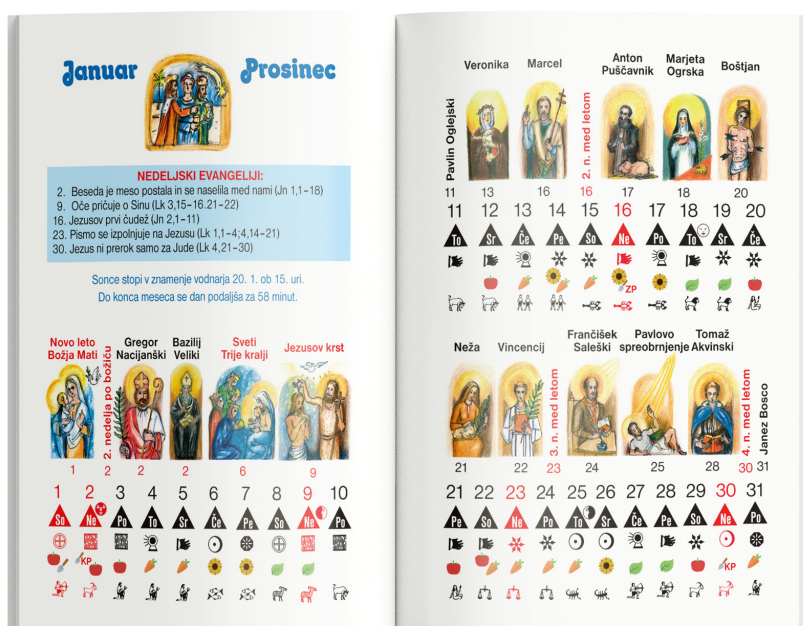 Januar
Prosinec
NEDELJSKI EVANGELIJI:
2. Beseda je meso postala in se naselila med nami (Jn 1,1-18)
9. Oče pričuje o Sinu (Lk 3,15-16.21-22)
16. Jezusov prvi čudež (Jn 2,1-11)
23. Pismo se izpolnjuje na Jezusu (Lk 1,1-4;4,14-21)
30. Jezus ni prerok samo za Jude (Lk 4,21-30)
Sonce stopi v znamenje vodnarja 20. 1. ob 15. uri.
Do konca meseca se dan podaljša za 58 minut.
Novo leto
Božja Mati
2. nedelja po božiču
Gregor
Nacijanški
Bazilij
Veliki
Sveti
Trije kralji
Jezusov krst
1 2 2 2 6 9
1 2 3 4 5 6 7 8 9 10
So Ne Po To Sr Če Pe So Ne Po
KP
Pavlin Oglejski
Veronika
Marcel
2. n. med letom
Anton
Puščavnik
Marjeta
Ogrska
Boštjan
11 13 16 16 17 18 20
11 12 13 14 15 16 17 18 19 20
To Sr Če Pe So Ne Po To Sr Če
ZP
Neža
Vincencij
3. n. med letom
Frančišek
Saleški
Pavlovo
spreobrnjenje
Tomaž
Akvinski
4. n. med letom
Janez Bosco
21 22 23 24 25 28 30 31
21 22 23 24 25 26 27 28 29 30 31
Pe So Ne Po To Sr Če Pe So Ne Po
KP